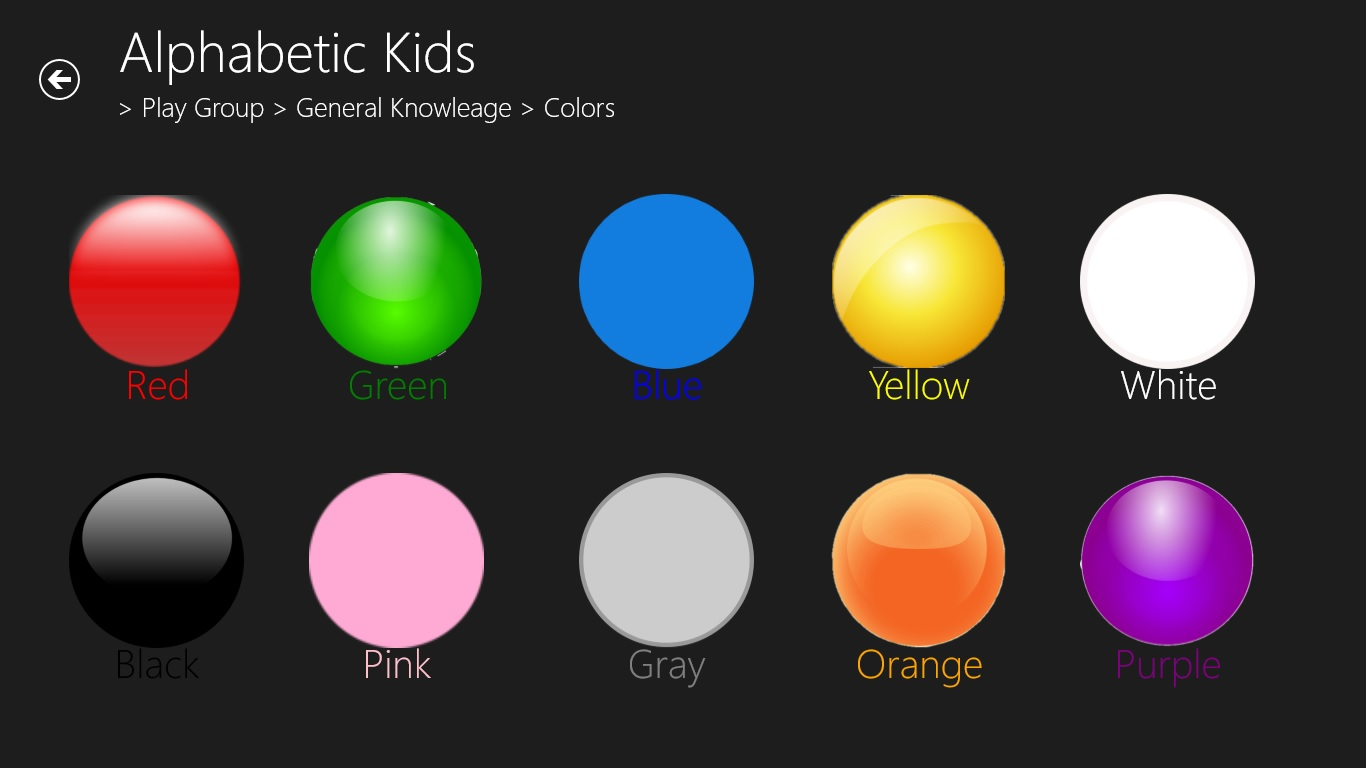 Alphabetic Kids
> Play Group > General Knowleage > Colors
Red Green Blue Yellow White
Black Pink Gray Orange Purple